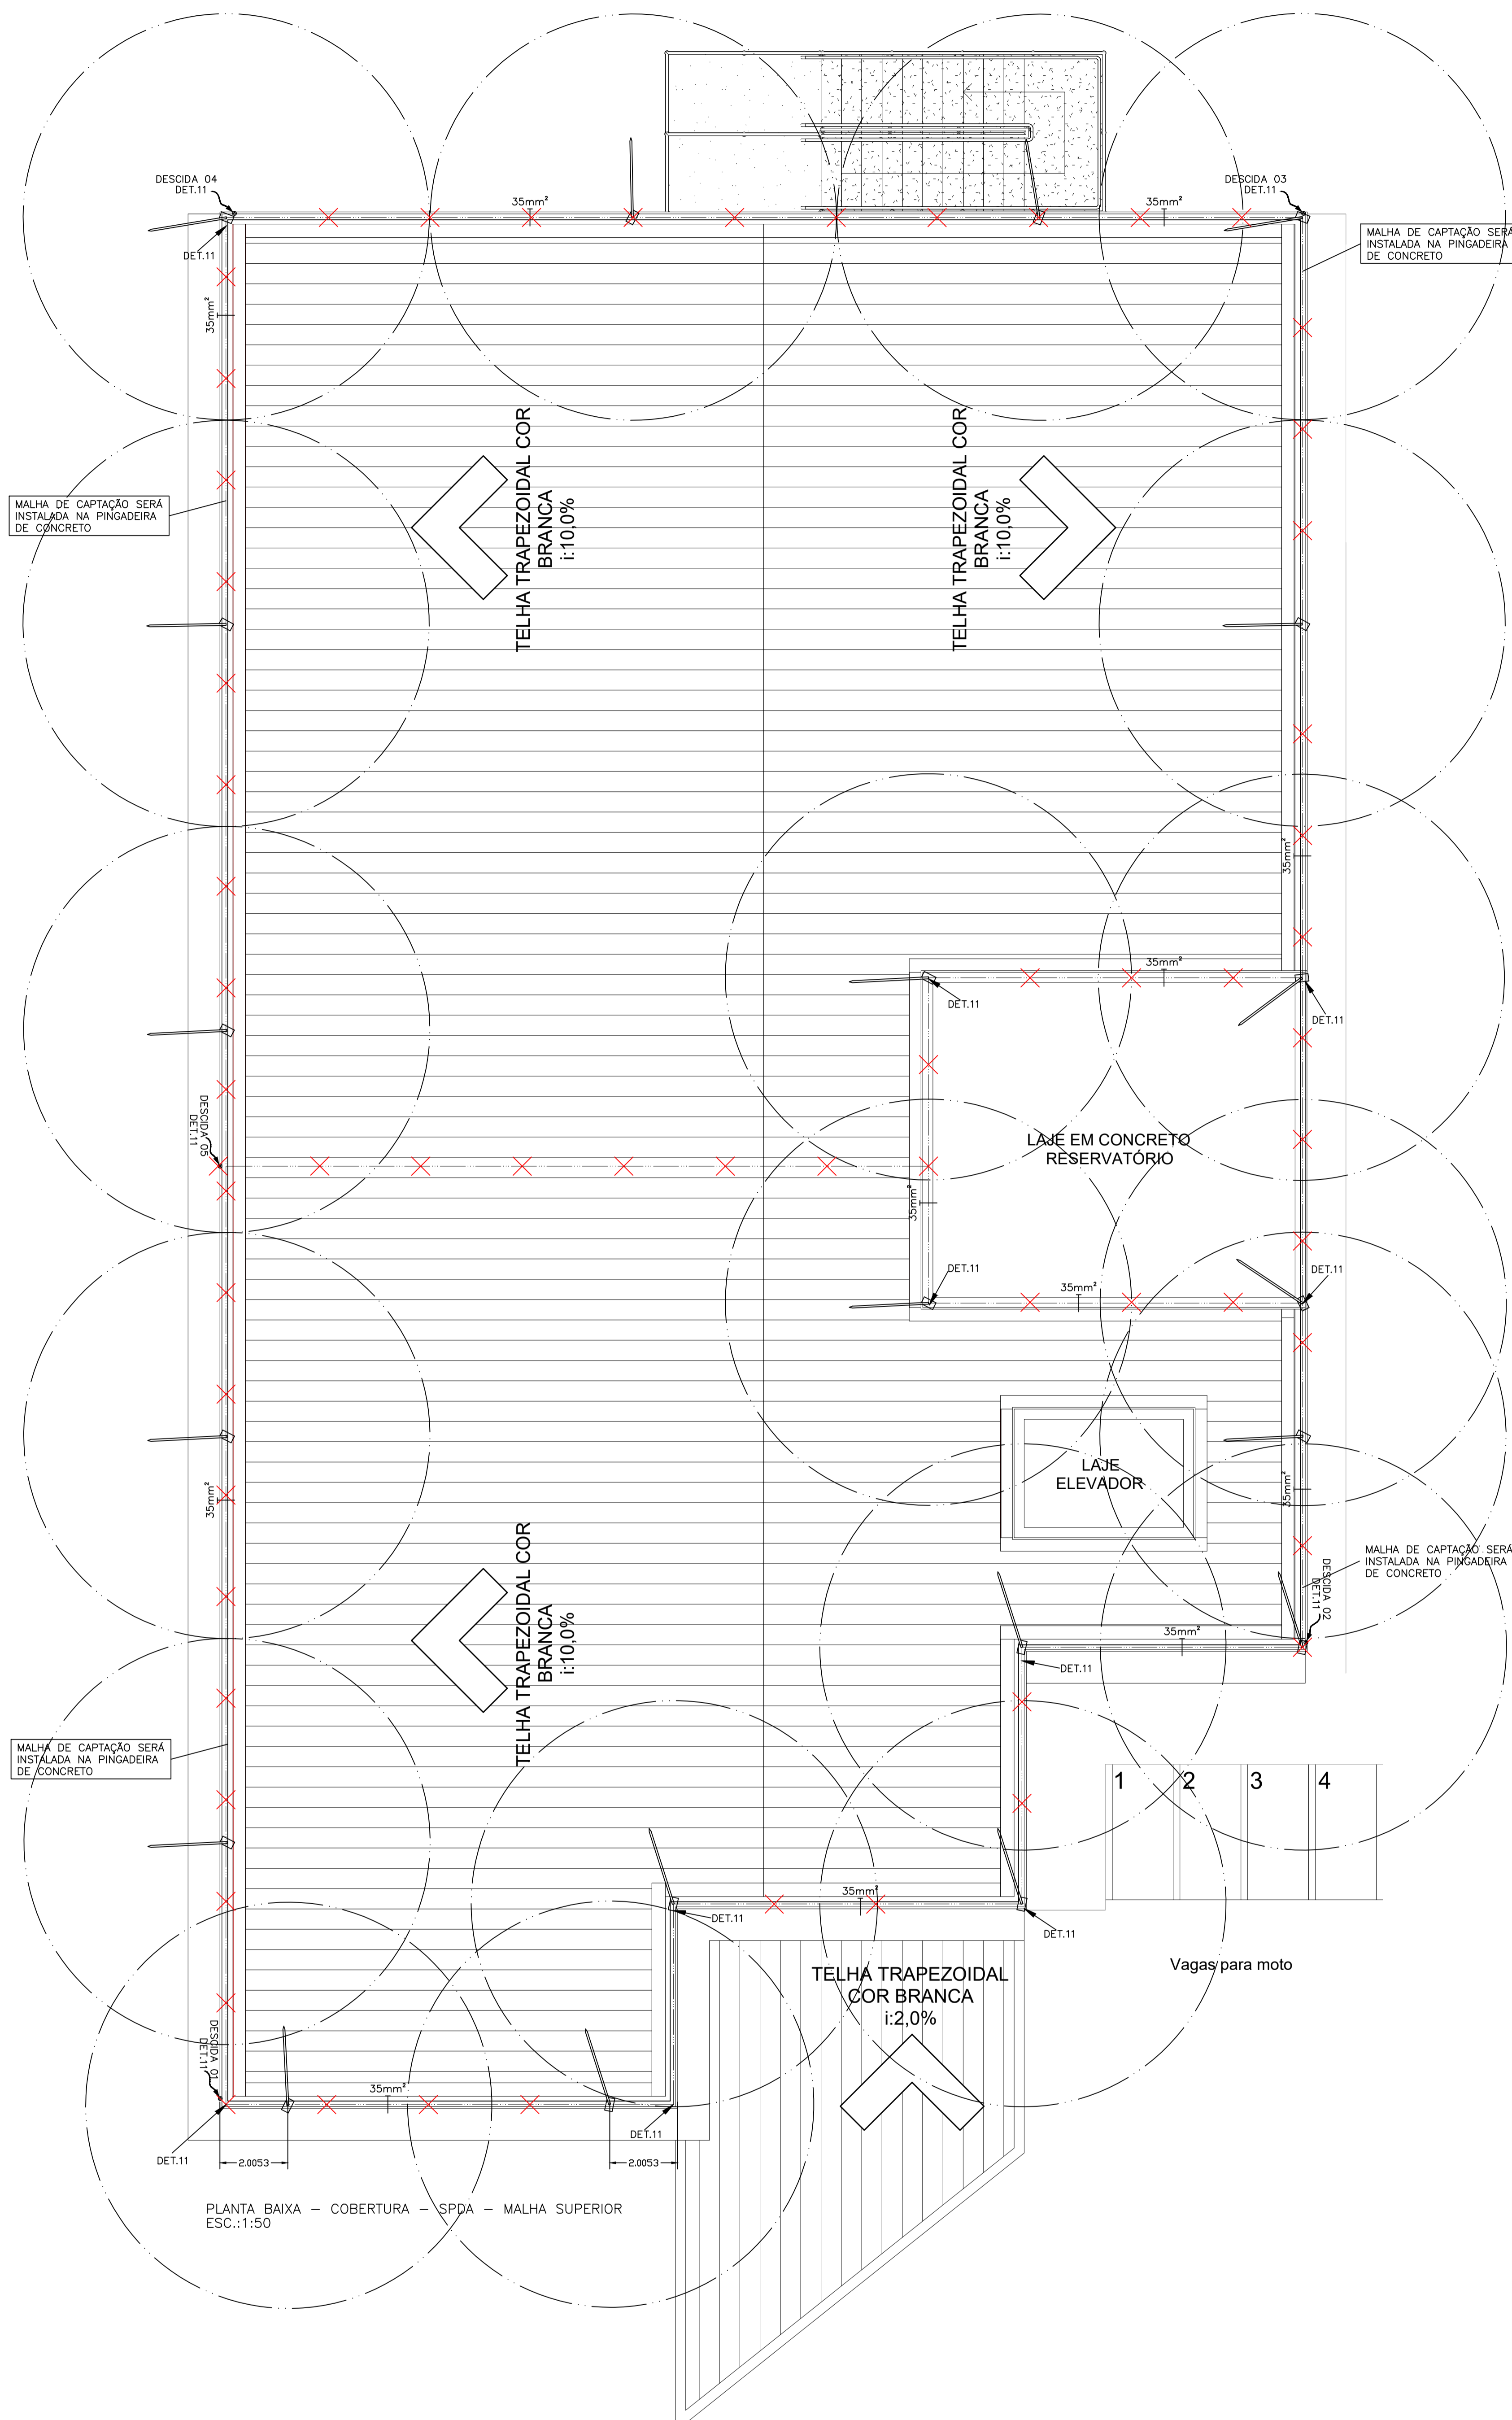 DESCIDA 04
DET.11
35mm²
35mm²
DESCIDA 03
DET.11
MALHA DE CAPTAÇÃO SERÁ
INSTALADA NA PINGADEIRA
DE CONCRETO
DET.11
35mm²
TELHA TRAPEZOIDAL COR
BRANCA
i:10,0%
TELHA TRAPEZOIDAL COR
BRANCA
i:10,0%
MALHA DE CAPTAÇÃO SERÁ
INSTALADA NA PINGADEIRA
DE CONCRETO
35mm²
35mm²
DET.11
DET.11
DESCIDA 05
DET.11
LAJE EM CONCRETO
RESERVATÓRIO
35mm²
DET.11
35mm²
DET.11
LAJE
ELEVADOR
35mm²
35mm²
MALHA DE CAPTAÇÃO SERÁ
INSTALADA NA PINGADEIRA
DE CONCRETO
DESCIDA 02
DET.11
TELHA TRAPEZOIDAL COR
BRANCA
i:10,0%
35mm²
DET.11
MALHA DE CAPTAÇÃO SERÁ
INSTALADA NA PINGADEIRA
DE CONCRETO
1
2
3
4
35mm²
DET.11
DET.11
Vagas para moto
TELHA TRAPEZOIDAL
COR BRANCA
i:2,0%
DESCIDA 01
DET.11
35mm²
DET.11
DET.11
2.0053
2.0053
PLANTA BAIXA – COBERTURA – SPDA – MALHA SUPERIOR
ESC.:1:50